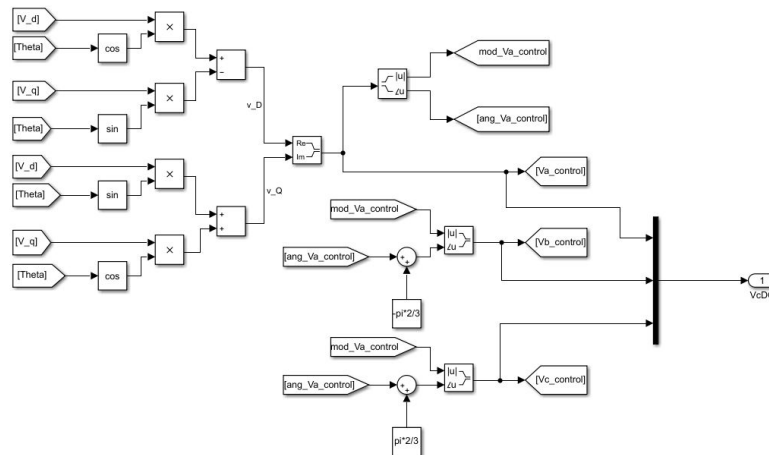 [V_d]
×
[Theta]
cos
+
−
[V_q]
×
[Theta]
sin
v_D
[V_d]
×
[Theta]
sin
+
+
v_Q
[V_q]
×
[Theta]
cos
Re
Im
|u|
∠u
mod_Va_control
[ang_Va_control]
[Va_control]
mod_Va_control
[ang_Va_control]
+
+
|u|
∠u
-pi*2/3
[Vb_control]
mod_Va_control
[ang_Va_control]
+
+
|u|
∠u
pi*2/3
[Vc_control]
1